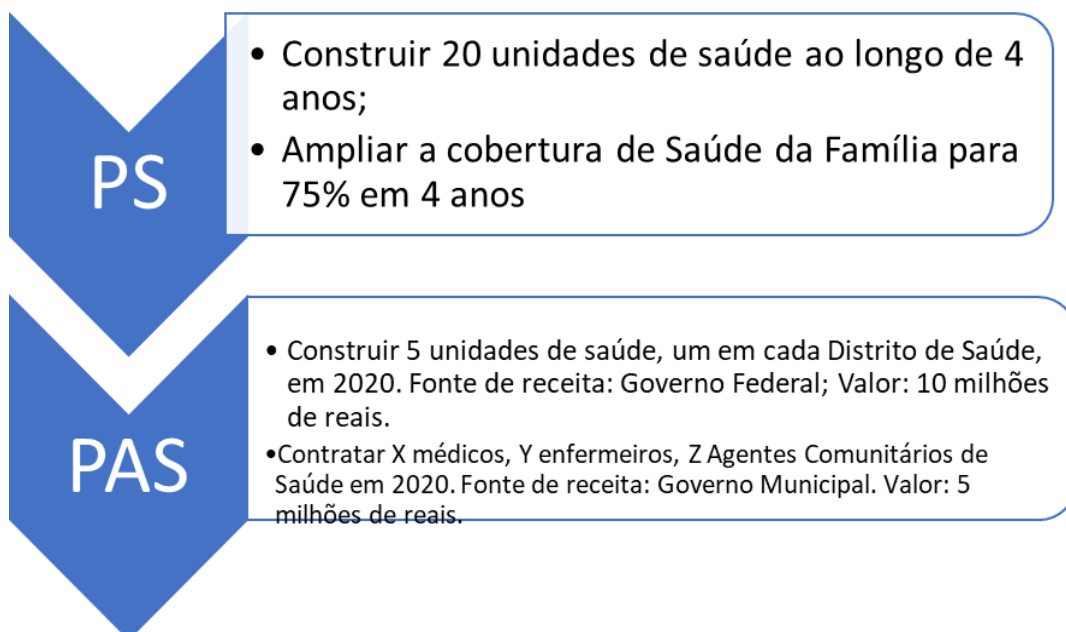 PS
• Construir 20 unidades de saúde ao longo de 4
anos;
• Ampliar a cobertura de Saúde da Família para
75% em 4 anos
PAS
• Construir 5 unidades de saúde, um em cada Distrito de Saúde,
em 2020. Fonte de receita: Governo Federal; Valor: 10 milhões
de reais.
•Contratar X médicos, Y enfermeiros, Z Agentes Comunitários de
Saúde em 2020. Fonte de receita: Governo Municipal. Valor: 5
milhões de reais.